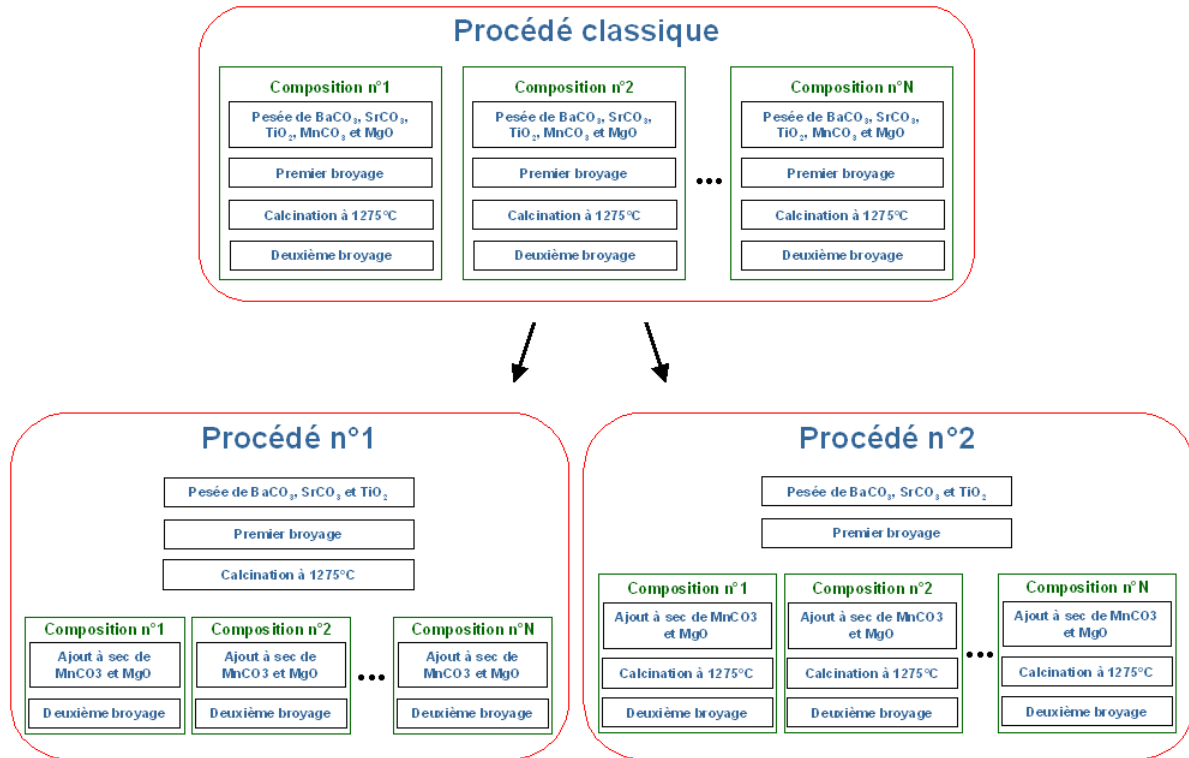 Procédé classique
Composition n°1
Pesée de BaCO₃, SrCO₃,
TiO₂, MnCO₃ et MgO
Premier broyage
Calcination à 1275°C
Deuxième broyage
Composition n°2
Pesée de BaCO₃, SrCO₃,
TiO₂, MnCO₃ et MgO
Premier broyage
Calcination à 1275°C
Deuxième broyage
...
Composition n°N
Pesée de BaCO₃, SrCO₃,
TiO₂, MnCO₃ et MgO
Premier broyage
Calcination à 1275°C
Deuxième broyage
Procédé n°1
Pesée de BaCO₃, SrCO₃ et TiO₂
Premier broyage
Calcination à 1275°C
Composition n°1
Ajout à sec de
MnCO3 et MgO
Deuxième broyage
Composition n°2
Ajout à sec de
MnCO3 et MgO
Deuxième broyage
...
Composition n°N
Ajout à sec de
MnCO3 et MgO
Deuxième broyage
Procédé n°2
Pesée de BaCO₃, SrCO₃ et TiO₂
Premier broyage
Composition n°1
Ajout à sec de MnCO3
et MgO
Calcination à 1275°C
Deuxième broyage
Composition n°2
Ajout à sec de MnCO3
et MgO
Calcination à 1275°C
Deuxième broyage
...
Composition n°N
Ajout à sec de MnCO3
et MgO
Calcination à 1275°C
Deuxième broyage